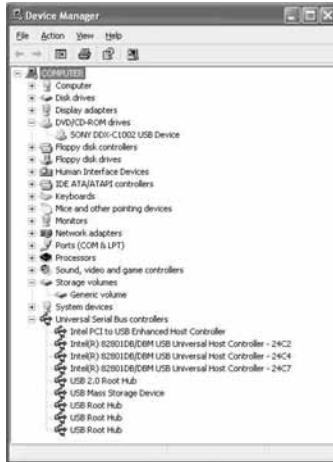 Device Manager
File Action View Help
COMPUTER
Computer
Disk drives
Display adapters
DVD/CD-ROM drives
SONY DDX-C1002 USB Device
Floppy disk controllers
Floppy disk drives
Human Interface Devices
IDE ATA/ATAPI controllers
Keyboards
Mice and other pointing devices
Monitors
Network adapters
Ports (COM & LPT)
Processors
Sound, video and game controllers
Storage volumes
Generic volume
System devices
Universal Serial Bus controllers
Intel PCI to USB Enhanced Host Controller
Intel(R) 82801DB/DBM USB Universal Host Controller - 24C2
Intel(R) 82801DB/DBM USB Universal Host Controller - 24C4
Intel(R) 82801DB/DBM USB Universal Host Controller - 24C7
USB 2.0 Root Hub
USB Mass Storage Device
USB Root Hub
USB Root Hub
USB Root Hub